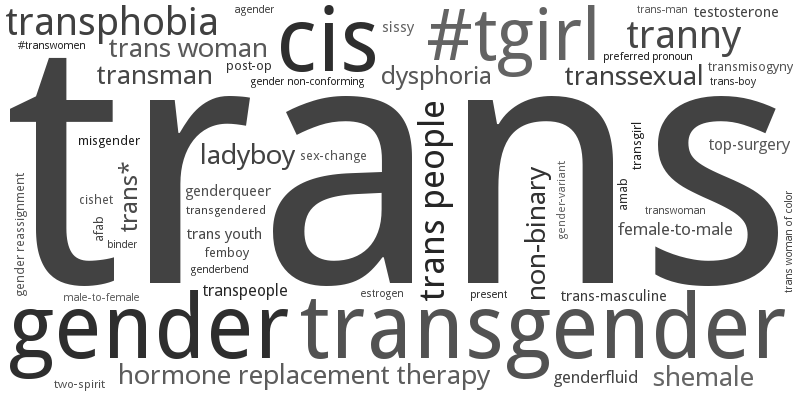 transphobia
agender
cis
sissy
#tgirl
trans-man
testosterone
#transwomen
trans woman
tranny
transman
post-op
gender non-conforming
dysphoria
preferred pronoun
transsexual
transmisogyny
trans-boy
trans
misgender
ladyboy
sex-change
trans people
transgirl
top-surgery
gender reassignment
cishet
trans*
genderqueer
transgendered
non-binary
gender-variant
amab
transwoman
trans woman of color
afab
binder
trans youth
femboy
genderbend
female-to-male
male-to-female
transpeople
estrogen
present
trans-masculine
gender
transgender
two-spirit
hormone replacement therapy
genderfluid
shemale